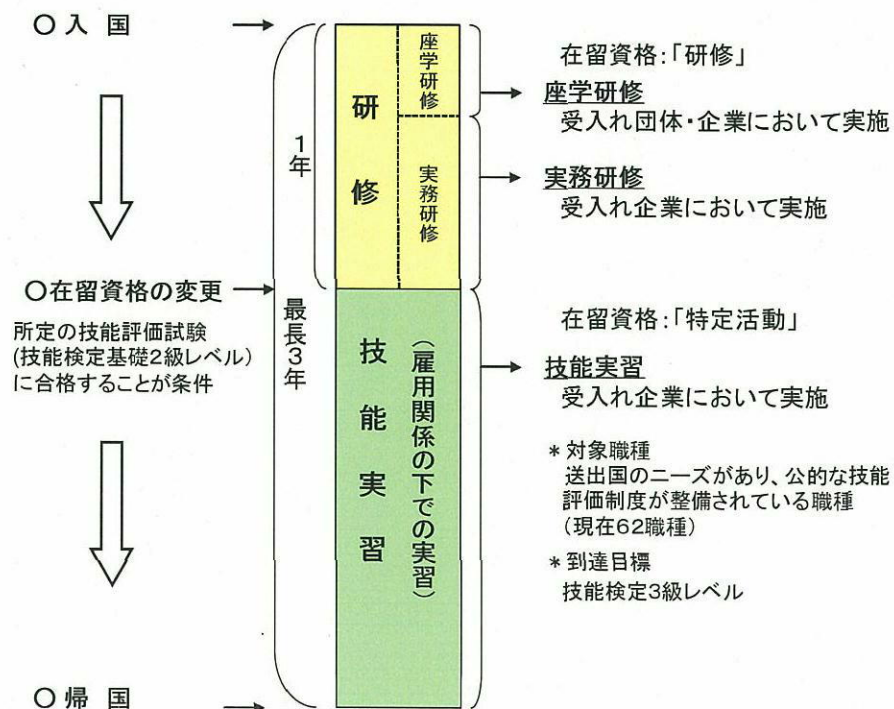 〇入 国
座学研修
研修
実務研修
1年
在留資格:「研修」
座学研修
受入れ団体・企業において実施
実務研修
受入れ企業において実施
〇在留資格の変更
所定の技能評価試験
(技能検定基礎2級レベル)
に合格することが条件
最長3年
技能実習
(雇用関係の下での実習)
在留資格:「特定活動」
技能実習
受入れ企業において実施
* 対象職種
送出国のニーズがあり、公的な技能
評価制度が整備されている職種
(現在62職種)
* 到達目標
技能検定3級レベル
〇帰 国